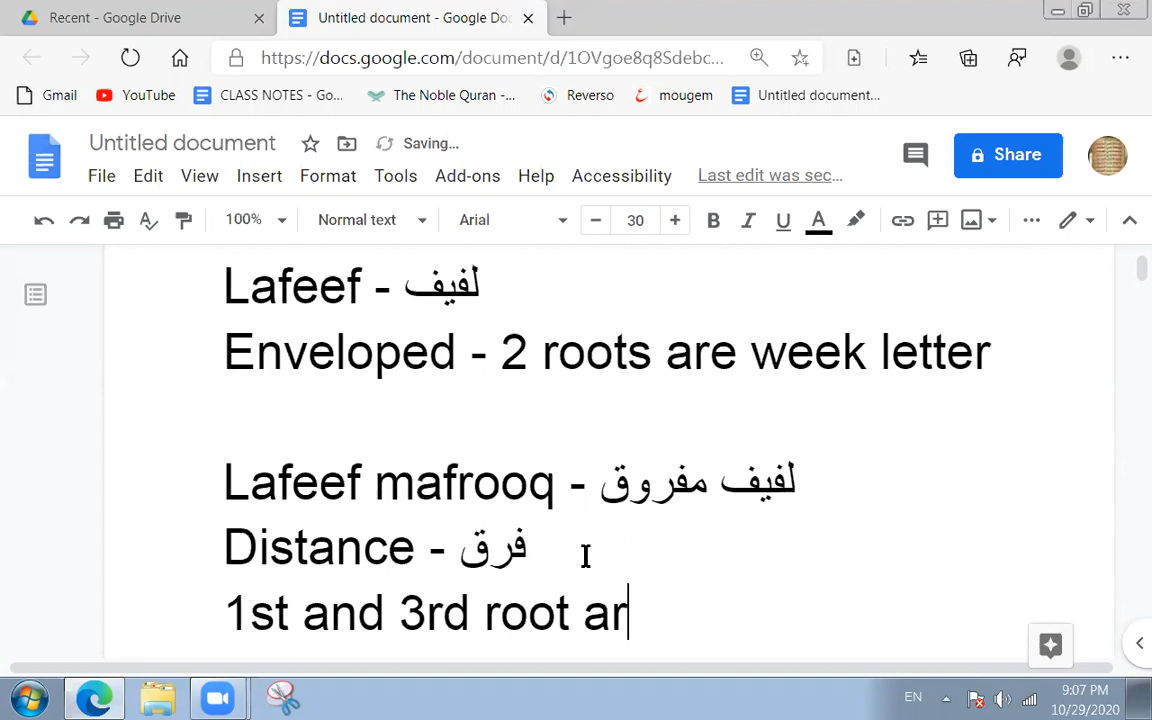 Recent - Google Drive
Untitled document - Google Doc
https://docs.google.com/document/d/1OVgoe8q8Sdebc...
Gmail
YouTube
CLASS NOTES - Go...
The Noble Quran -...
Reverso
mougem
Untitled document...
Untitled document
Saving...
Share
File Edit View Insert Format Tools Add-ons Help Accessibility Last edit was sec...
100% Normal text Arial 30 B I U A
Lafeef - لفيف
Enveloped - 2 roots are week letter
Lafeef mafrooq - لفيف مفروق
Distance - فرق
1st and 3rd root ar
EN
9:07 PM
10/29/2020